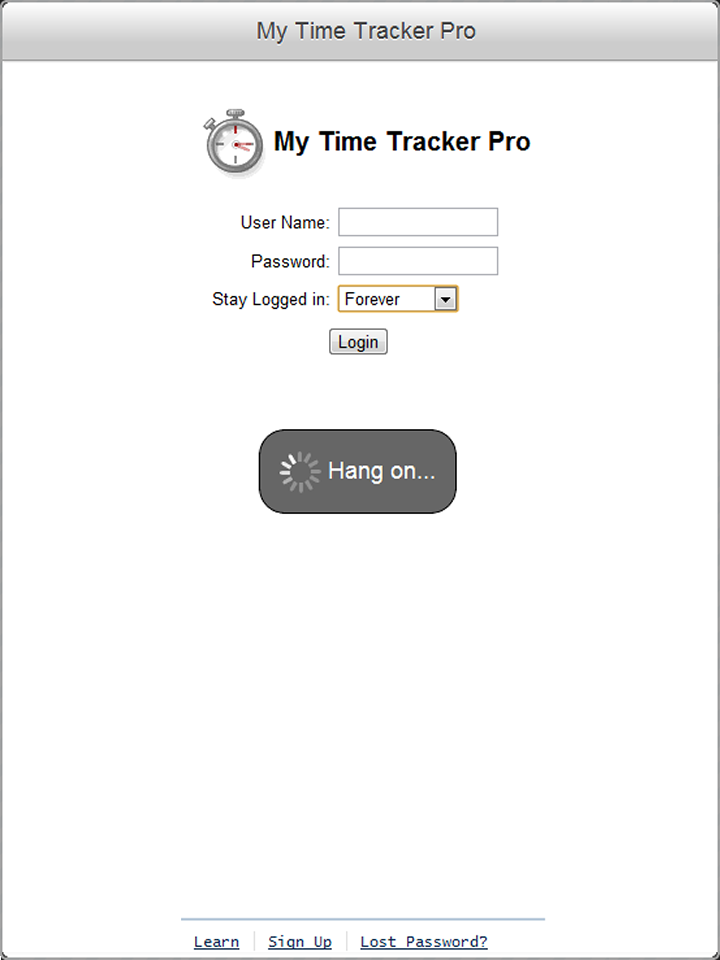 My Time Tracker Pro
My Time Tracker Pro
User Name:
Password:
Stay Logged in: Forever
Login
Hang on...
Learn Sign Up Lost Password?